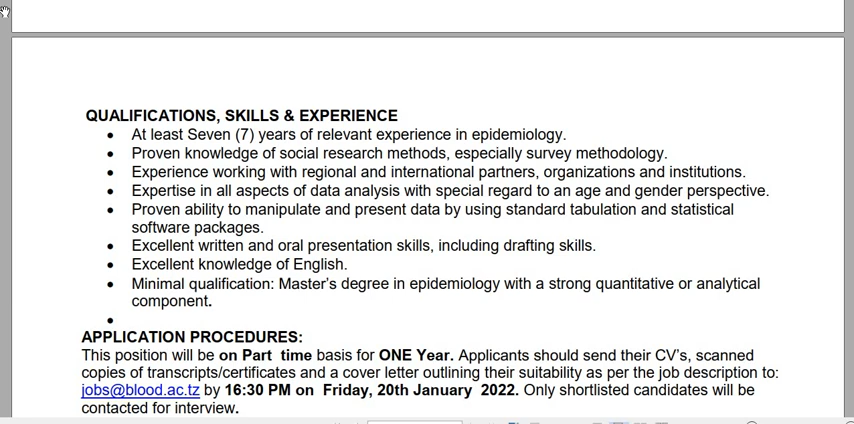 QUALIFICATIONS, SKILLS & EXPERIENCE
• At least Seven (7) years of relevant experience in epidemiology.
• Proven knowledge of social research methods, especially survey methodology.
• Experience working with regional and international partners, organizations and institutions.
• Expertise in all aspects of data analysis with special regard to an age and gender perspective.
• Proven ability to manipulate and present data by using standard tabulation and statistical
software packages.
• Excellent written and oral presentation skills, including drafting skills.
• Excellent knowledge of English.
• Minimal qualification: Master's degree in epidemiology with a strong quantitative or analytical
component.
•
APPLICATION PROCEDURES:
This position will be on Part time basis for ONE Year. Applicants should send their CV's, scanned
copies of transcripts/certificates and a cover letter outlining their suitability as per the job description to:
jobs@blood.ac.tz by 16:30 PM on Friday, 20th January 2022. Only shortlisted candidates will be
contacted for interview.